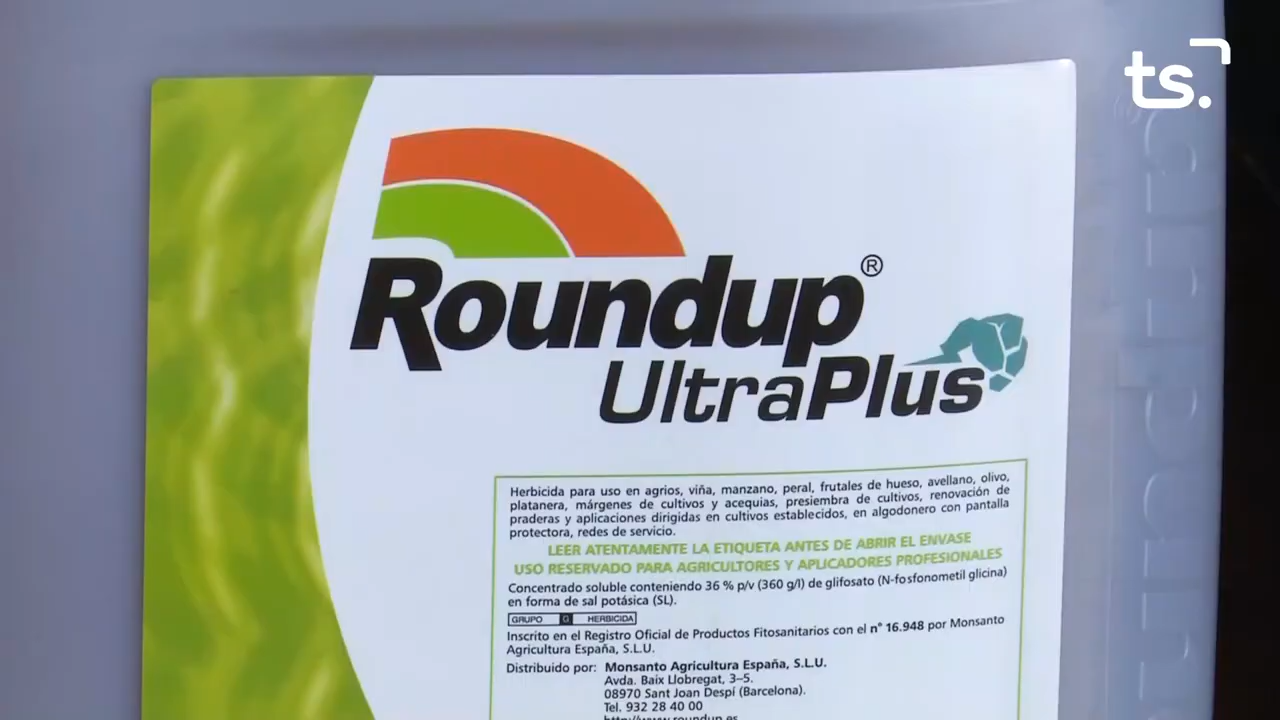 ts.
Roundup®
UltraPlus
Herbicida para uso en agrios, viña, manzano, peral, frutales de hueso, avellano, olivo,
platanera, márgenes de cultivos y acequias, presiembra de cultivos, renovación de
praderas y aplicaciones dirigidas en cultivos establecidos, en algodonero con pantalla
protectora, redes de servicio.
LEER ATENTAMENTE LA ETIQUETA ANTES DE ABRIR EL ENVASE
USO RESERVADO PARA AGRICULTORES Y APLICADORES PROFESIONALES
Concentrado soluble conteniendo 36 % p/v (360 g/l) de glifosato (N-fosfonometil glicina)
en forma de sal potásica (SL).
GRUPO G HERBICIDA
Inscrito en el Registro Oficial de Productos Fitosanitarios con el n° 16.948 por Monsanto
Agricultura España, S.L.U.
Distribuido por: Monsanto Agricultura España, S.L.U.
Avda. Baix Llobregat, 3–5.
08970 Sant Joan Despí (Barcelona).
Tel. 932 28 40 00
http://www.roundup.es